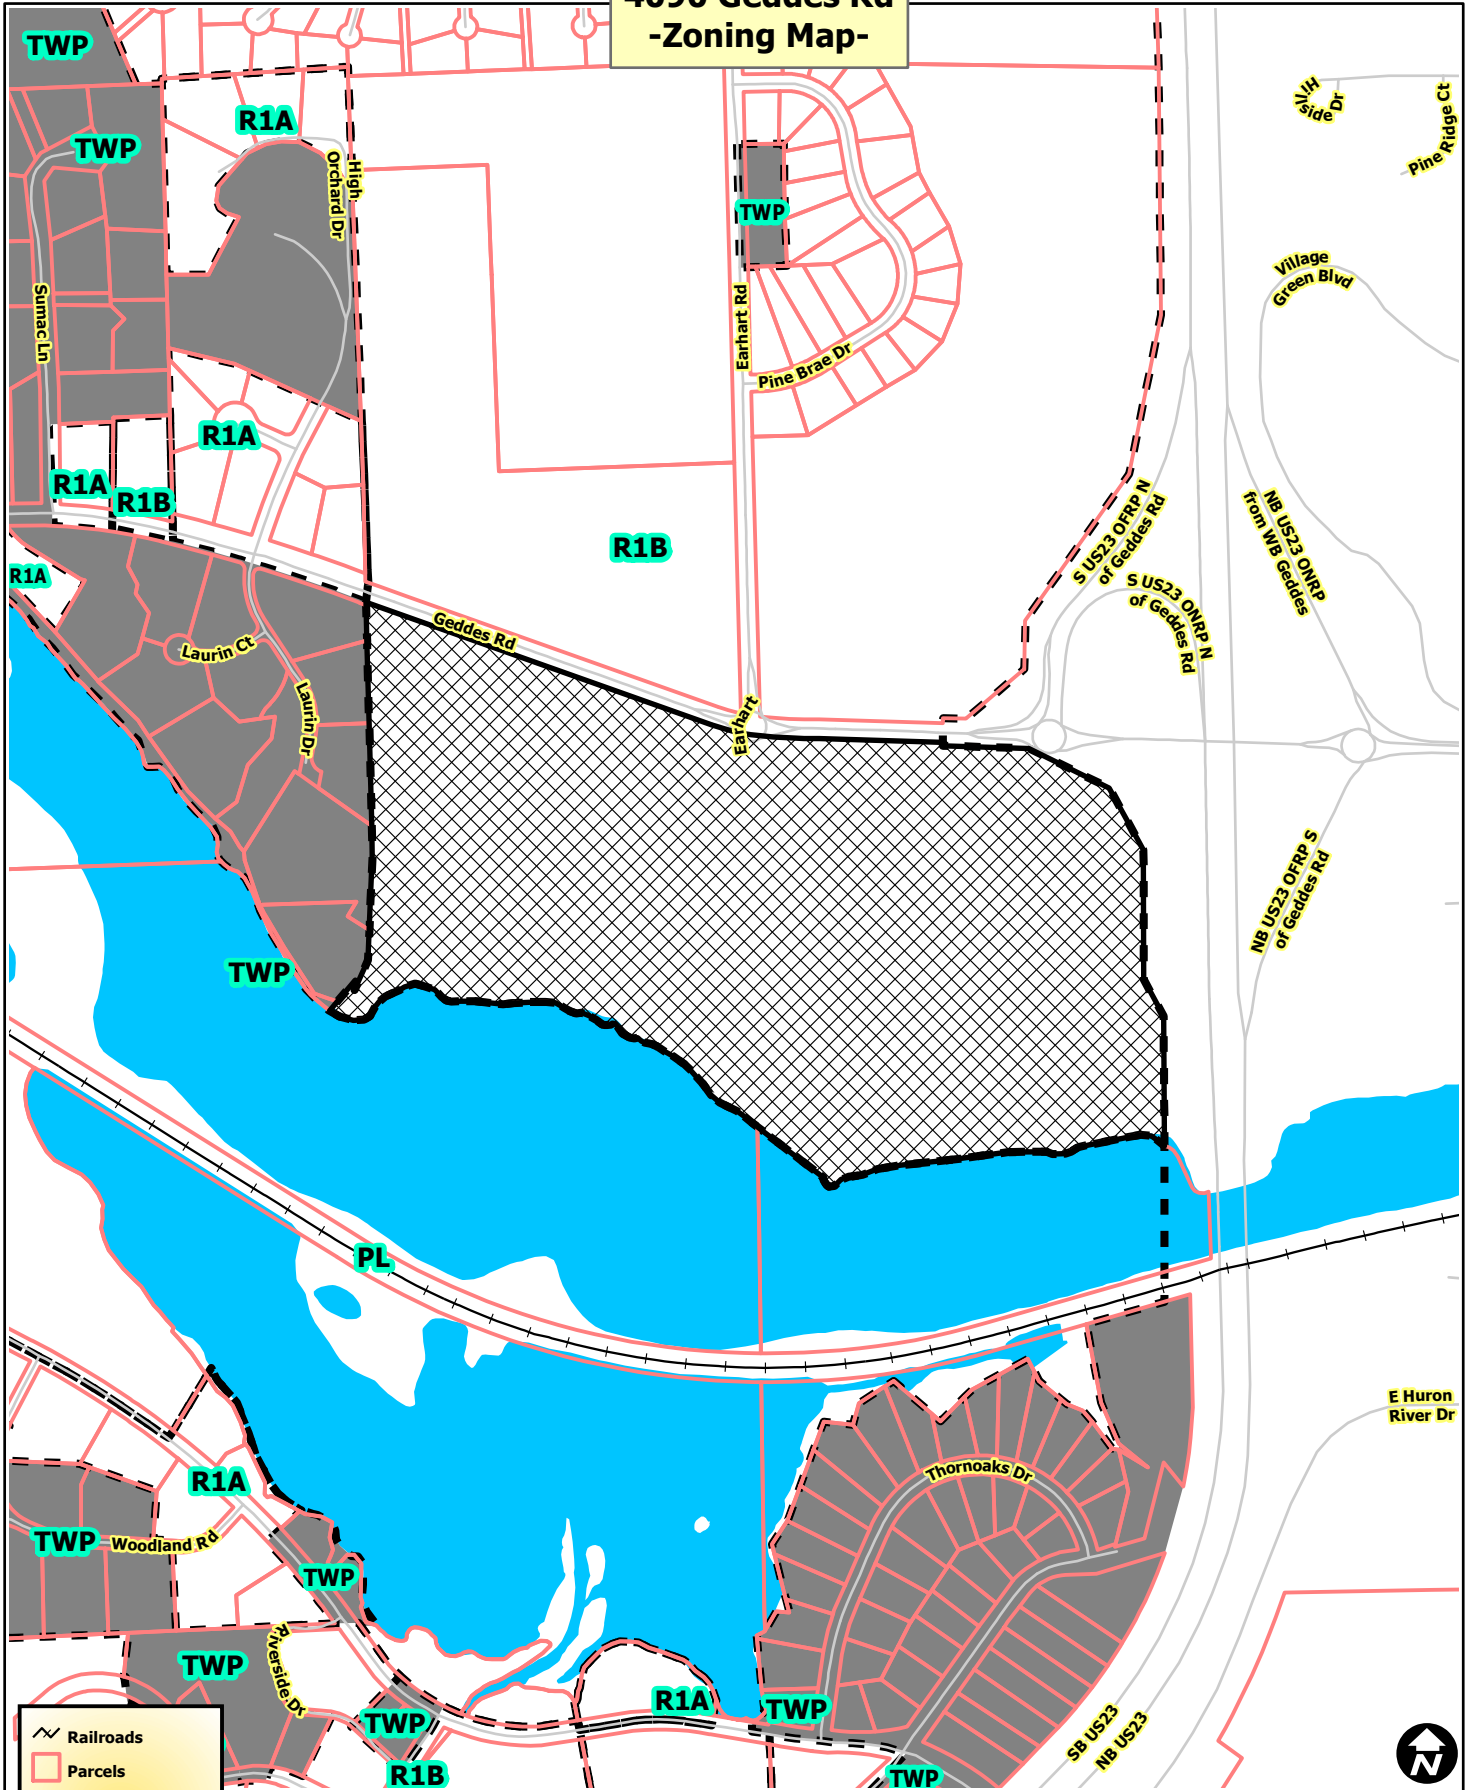 4090 Geddes Rd
-Zoning Map-
TWP
TWP
R1A
High
Orchard Dr
Sumac Ln
TWP
Earhart Rd
Pine Brae Dr
Hillside Dr
Pine Ridge Ct
Village
Green Blvd
R1A
R1A
R1B
R1B
R1A
S US23 OFRP N
of Geddes Rd
NB US23 ONRP
from WB Geddes
S US23 ONRP N
of Geddes Rd
Geddes Rd
Laurin Ct
Laurin Dr
Earhart
NB US23 OFRP S
of Geddes Rd
TWP
PL
E Huron
River Dr
Thornoaks Dr
R1A
TWP
Woodland Rd
TWP
TWP
Riverside Dr
TWP
R1A
TWP
R1B
TWP
SB US23
NB US23
Railroads
Parcels
N